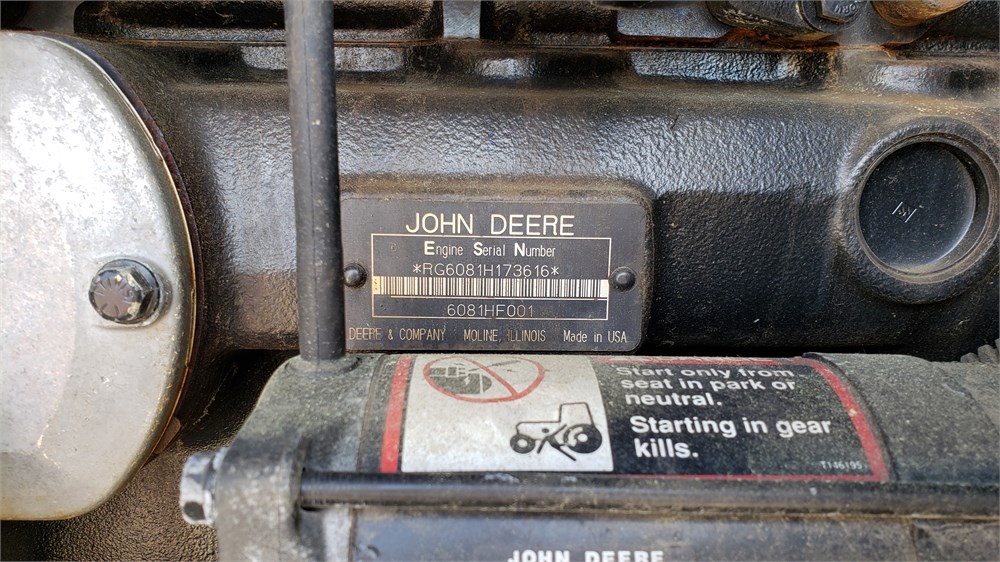 JOHN DEERE
Engine Serial Number
*RG6081H173616*
6081HF001
DEERE & COMPANY MOLINE, ILLINOIS Made in USA
Start only from
seat in park or
neutral.
Starting in gear
kills.
T146195
JOHN DEERE